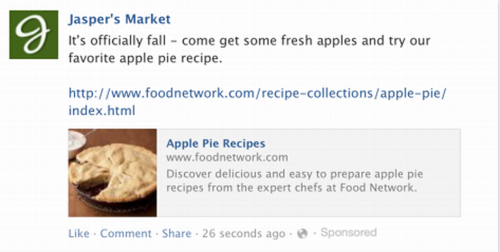 Jasper's Market
It's officially fall – come get some fresh apples and try our
favorite apple pie recipe.
http://www.foodnetwork.com/recipe-collections/apple-pie/
index.html
Apple Pie Recipes
www.foodnetwork.com
Discover delicious and easy to prepare apple pie
recipes from the expert chefs at Food Network.
Like · Comment · Share · 26 seconds ago · · Sponsored